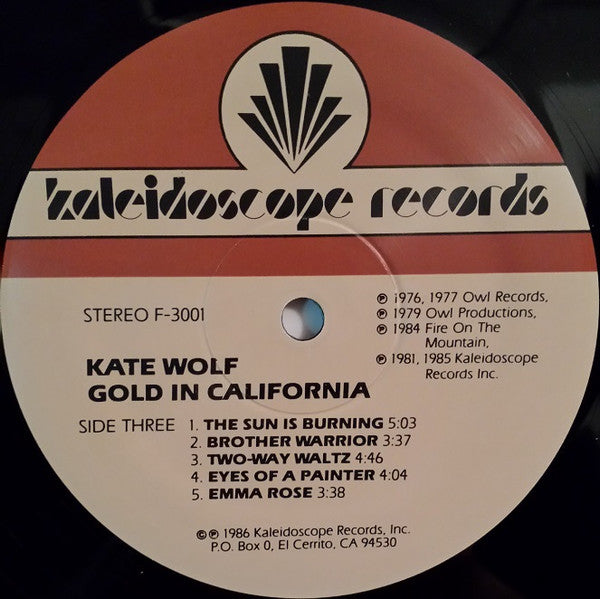 kaleidoscope records
STEREO F-3001
℗ 1976, 1977 Owl Records,
℗ 1979 Owl Productions,
℗ 1984 Fire On The
Mountain,
℗ 1981, 1985 Kaleidoscope
Records Inc.
KATE WOLF
GOLD IN CALIFORNIA
SIDE THREE
1. THE SUN IS BURNING 5:03
2. BROTHER WARRIOR 3:37
3. TWO-WAY WALTZ 4:46
4. EYES OF A PAINTER 4:04
5. EMMA ROSE 3:38
©℗ 1986 Kaleidoscope Records, Inc.
P.O. Box O, El Cerrito, CA 94530